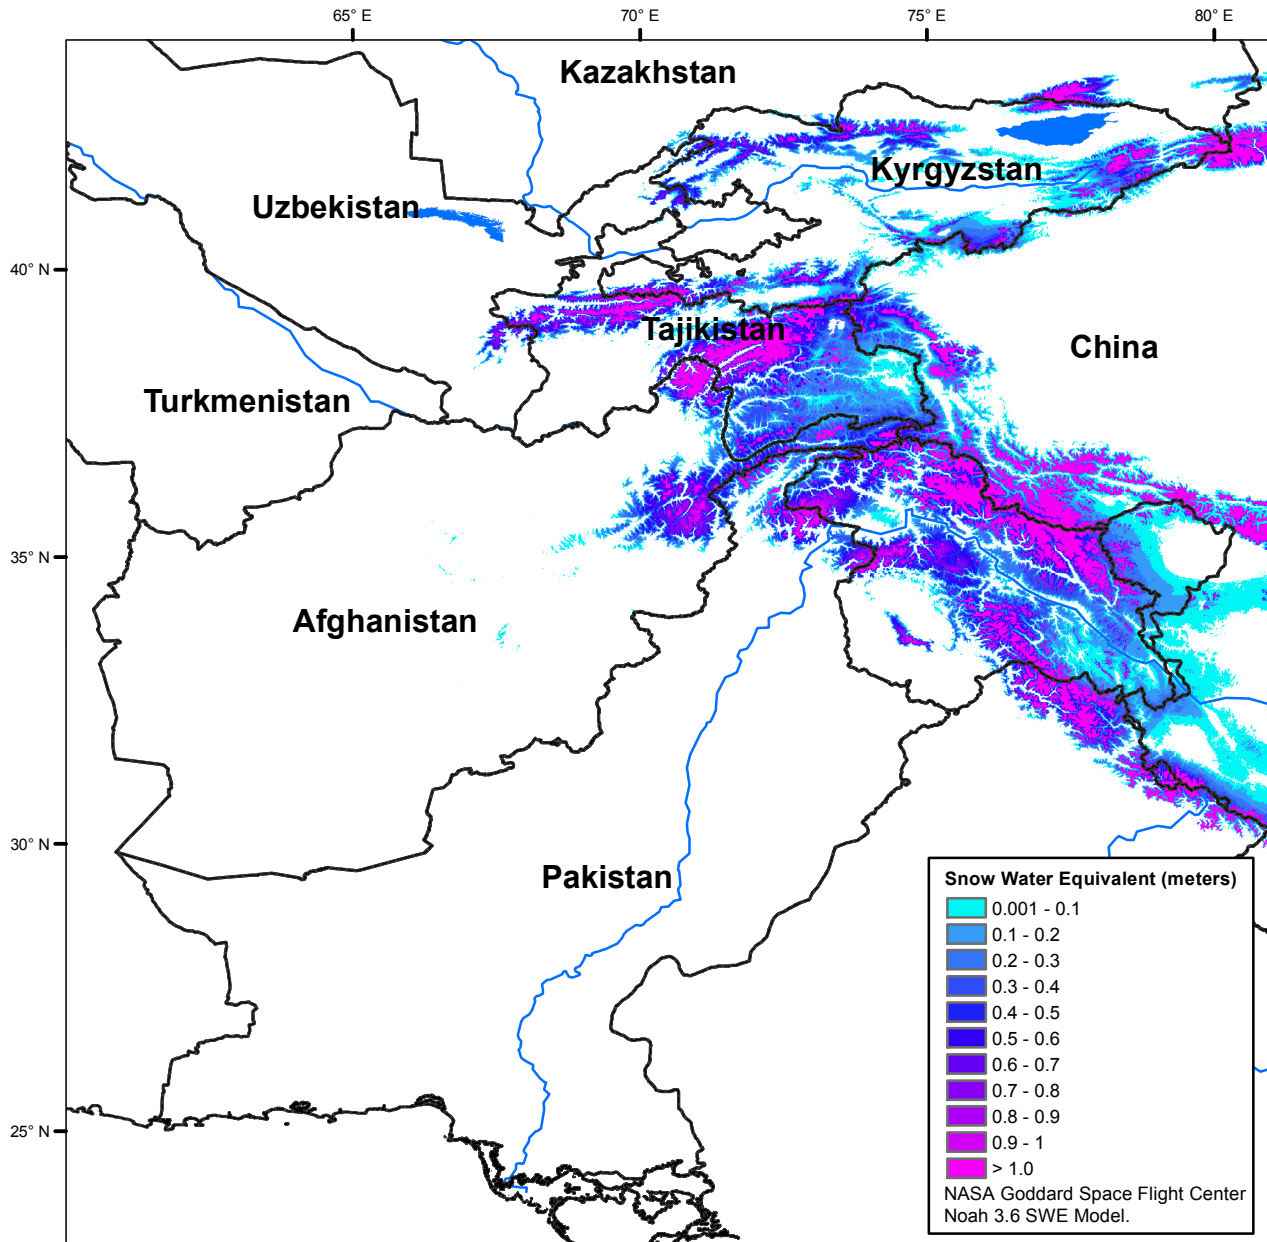 65° E
70° E
75° E
80° E
Kazakhstan
Kyrgyzstan
Uzbekistan
40° N
Tajikistan
China
Turkmenistan
35° N
Afghanistan
30° N
Pakistan
25° N
Snow Water Equivalent (meters)
0.001 - 0.1
0.1 - 0.2
0.2 - 0.3
0.3 - 0.4
0.4 - 0.5
0.5 - 0.6
0.6 - 0.7
0.7 - 0.8
0.8 - 0.9
0.9 - 1
> 1.0
NASA Goddard Space Flight Center
Noah 3.6 SWE Model.